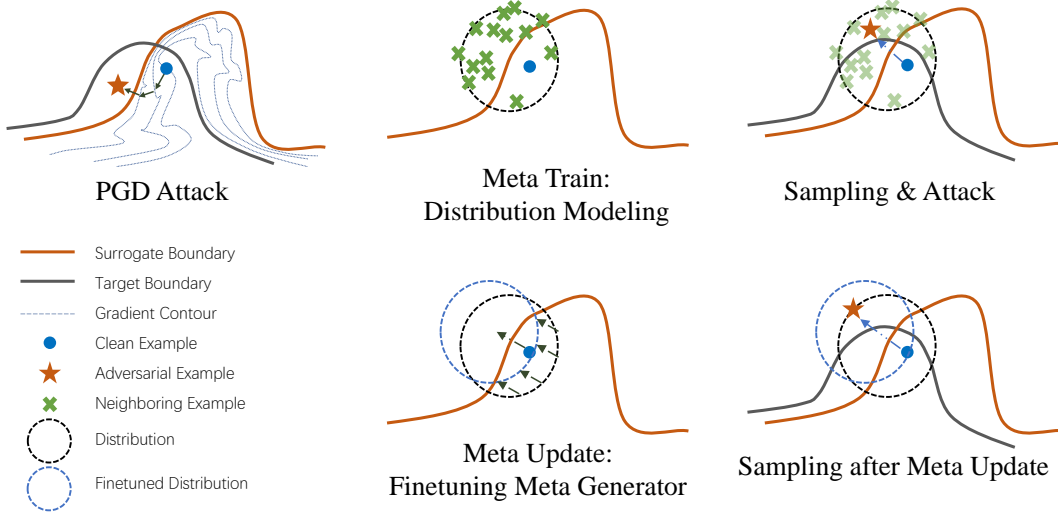 PGD Attack
Meta Train:
Distribution Modeling
Sampling & Attack
Surrogate Boundary
Target Boundary
Gradient Contour
Clean Example
Adversarial Example
Neighboring Example
Distribution
Finetuned Distribution
Meta Update:
Finetuning Meta Generator
Sampling after Meta Update